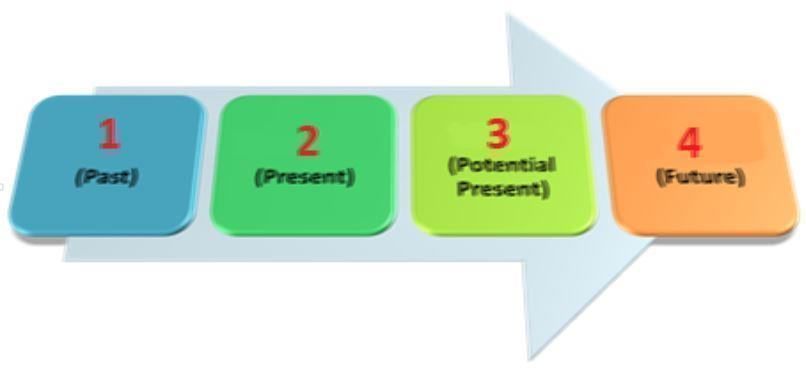 1
(Past)
2
(Present)
3
(Potential
Present)
4
(Future)